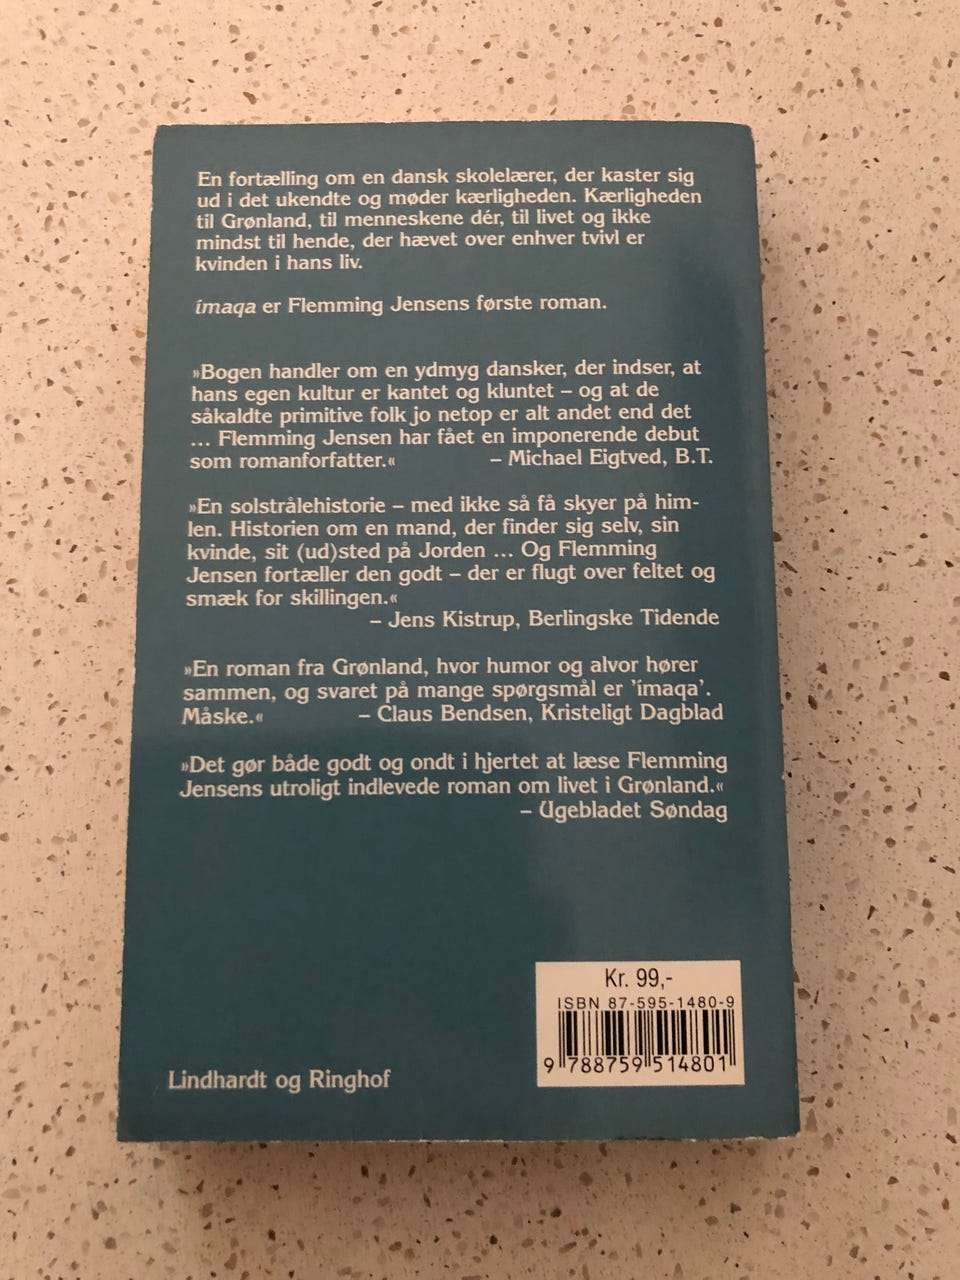 En fortælling om en dansk skolelærer, der kaster sig
ud i det ukendte og møder kærligheden. Kærligheden
til Grønland, til menneskene dér, til livet og ikke
mindst til hende, der hævet over enhver tvivl er
kvinden i hans liv.
ímaqa er Flemming Jensens første roman.
»Bogen handler om en ydmyg dansker, der indser, at
hans egen kultur er kantet og kluntet – og at de
såkaldte primitive folk jo netop er alt andet end det
... Flemming Jensen har fået en imponerende debut
som romanforfatter.« – Michael Eigtved, B.T.
»En solstrålehistorie – med ikke så få skyer på him-
len. Historien om en mand, der finder sig selv, sin
kvinde, sit (ud)sted på Jorden ... Og Flemming
Jensen fortæller den godt – der er flugt over feltet og
smæk for skillingen.«
– Jens Kistrup, Berlingske Tidende
»En roman fra Grønland, hvor humor og alvor hører
sammen, og svaret på mange spørgsmål er 'ímaqa'.
Måske.« – Claus Bendsen, Kristeligt Dagblad
»Det gør både godt og ondt i hjertet at læse Flemming
Jensens utroligt indlevede roman om livet i Grønland.«
– Ugebladet Søndag
Kr. 99,-
ISBN 87-595-1480-9
9 788759 514801
Lindhardt og Ringhof